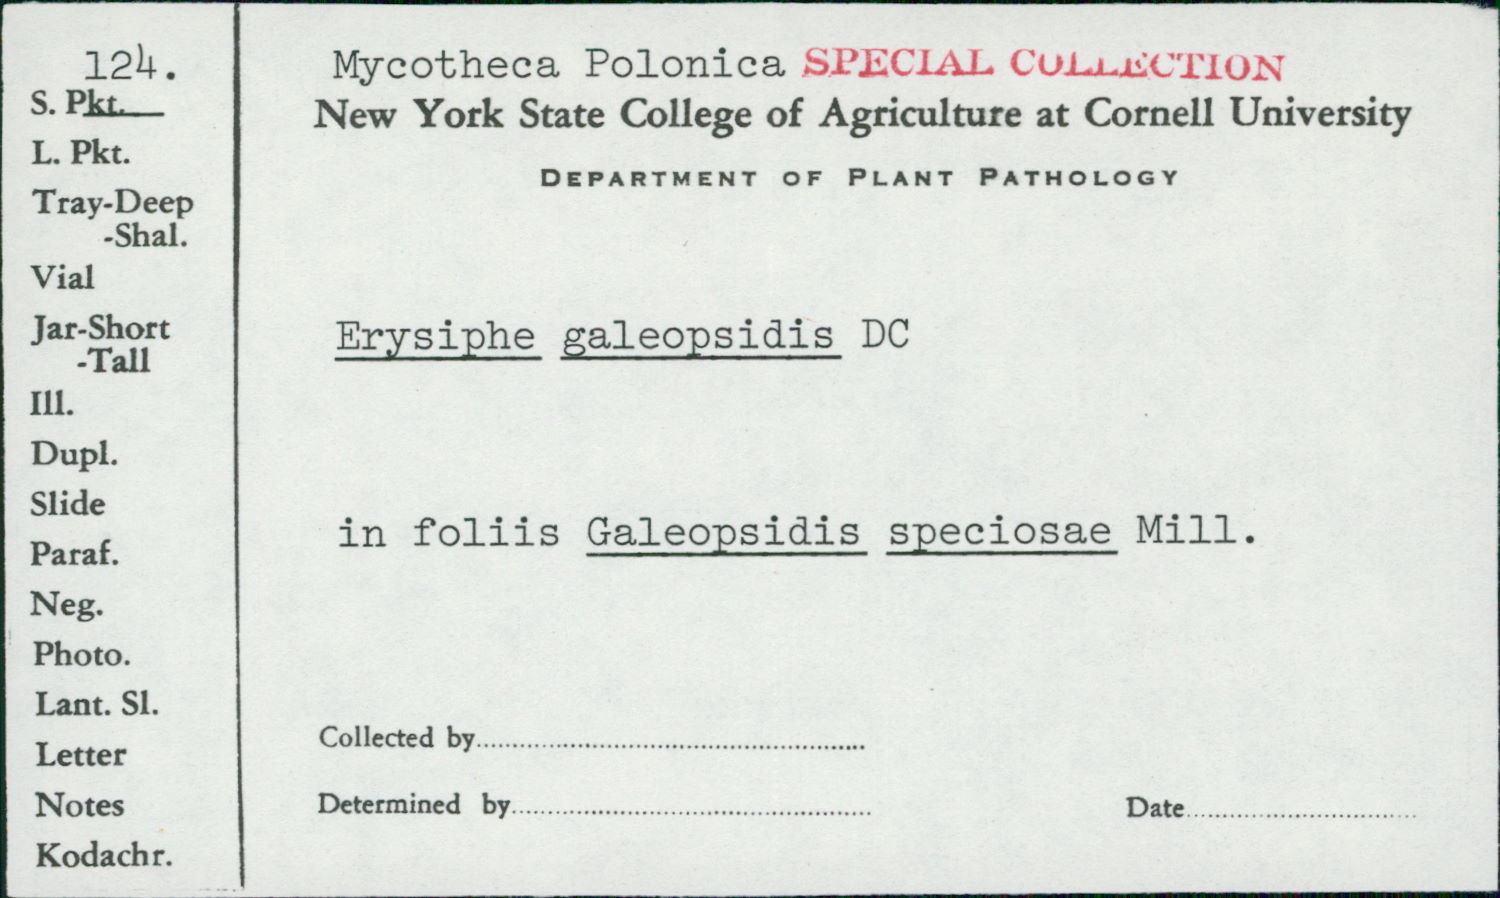 124.
S. Pkt.
L. Pkt.
Tray-Deep
-Shal.
Vial
Jar-Short
-Tall
Ill.
Dupl.
Slide
Paraf.
Neg.
Photo.
Lant. Sl.
Letter
Notes
Kodachr.
Mycotheca Polonica SPECIAL COLLECTION
New York State College of Agriculture at Cornell University
DEPARTMENT OF PLANT PATHOLOGY
Erysiphe galeopsidis DC
in foliis Galeopsidis speciosae Mill.
Collected by
Determined by
Date